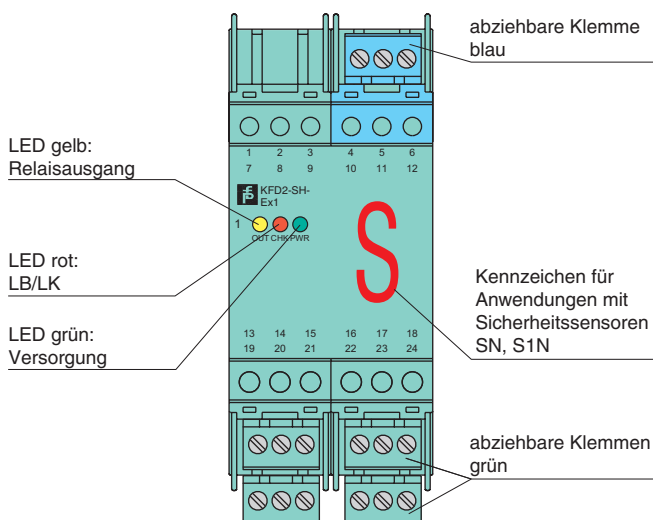 abziehbare Klemme
blau
LED gelb:
Relaisausgang
LED rot:
LB/LK
LED grün:
Versorgung
1 2 3 4 5 6
7 8 9 10 11 12
KFD2-SH-
Ex1
1
OUT CHK PWR
S
Kennzeichen für
Anwendungen mit
Sicherheitssensoren
SN, S1N
13 14 15 16 17 18
19 20 21 22 23 24
abziehbare Klemmen
grün